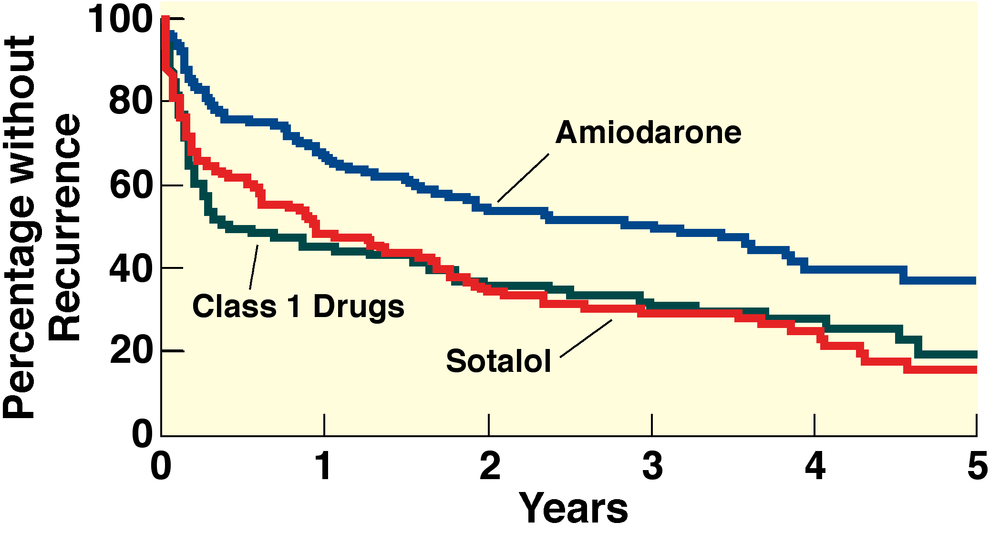 Percentage without
Recurrence
100
80
60
40
20
0
Amiodarone
Class 1 Drugs
Sotalol
0 1 2 3 4 5
Years